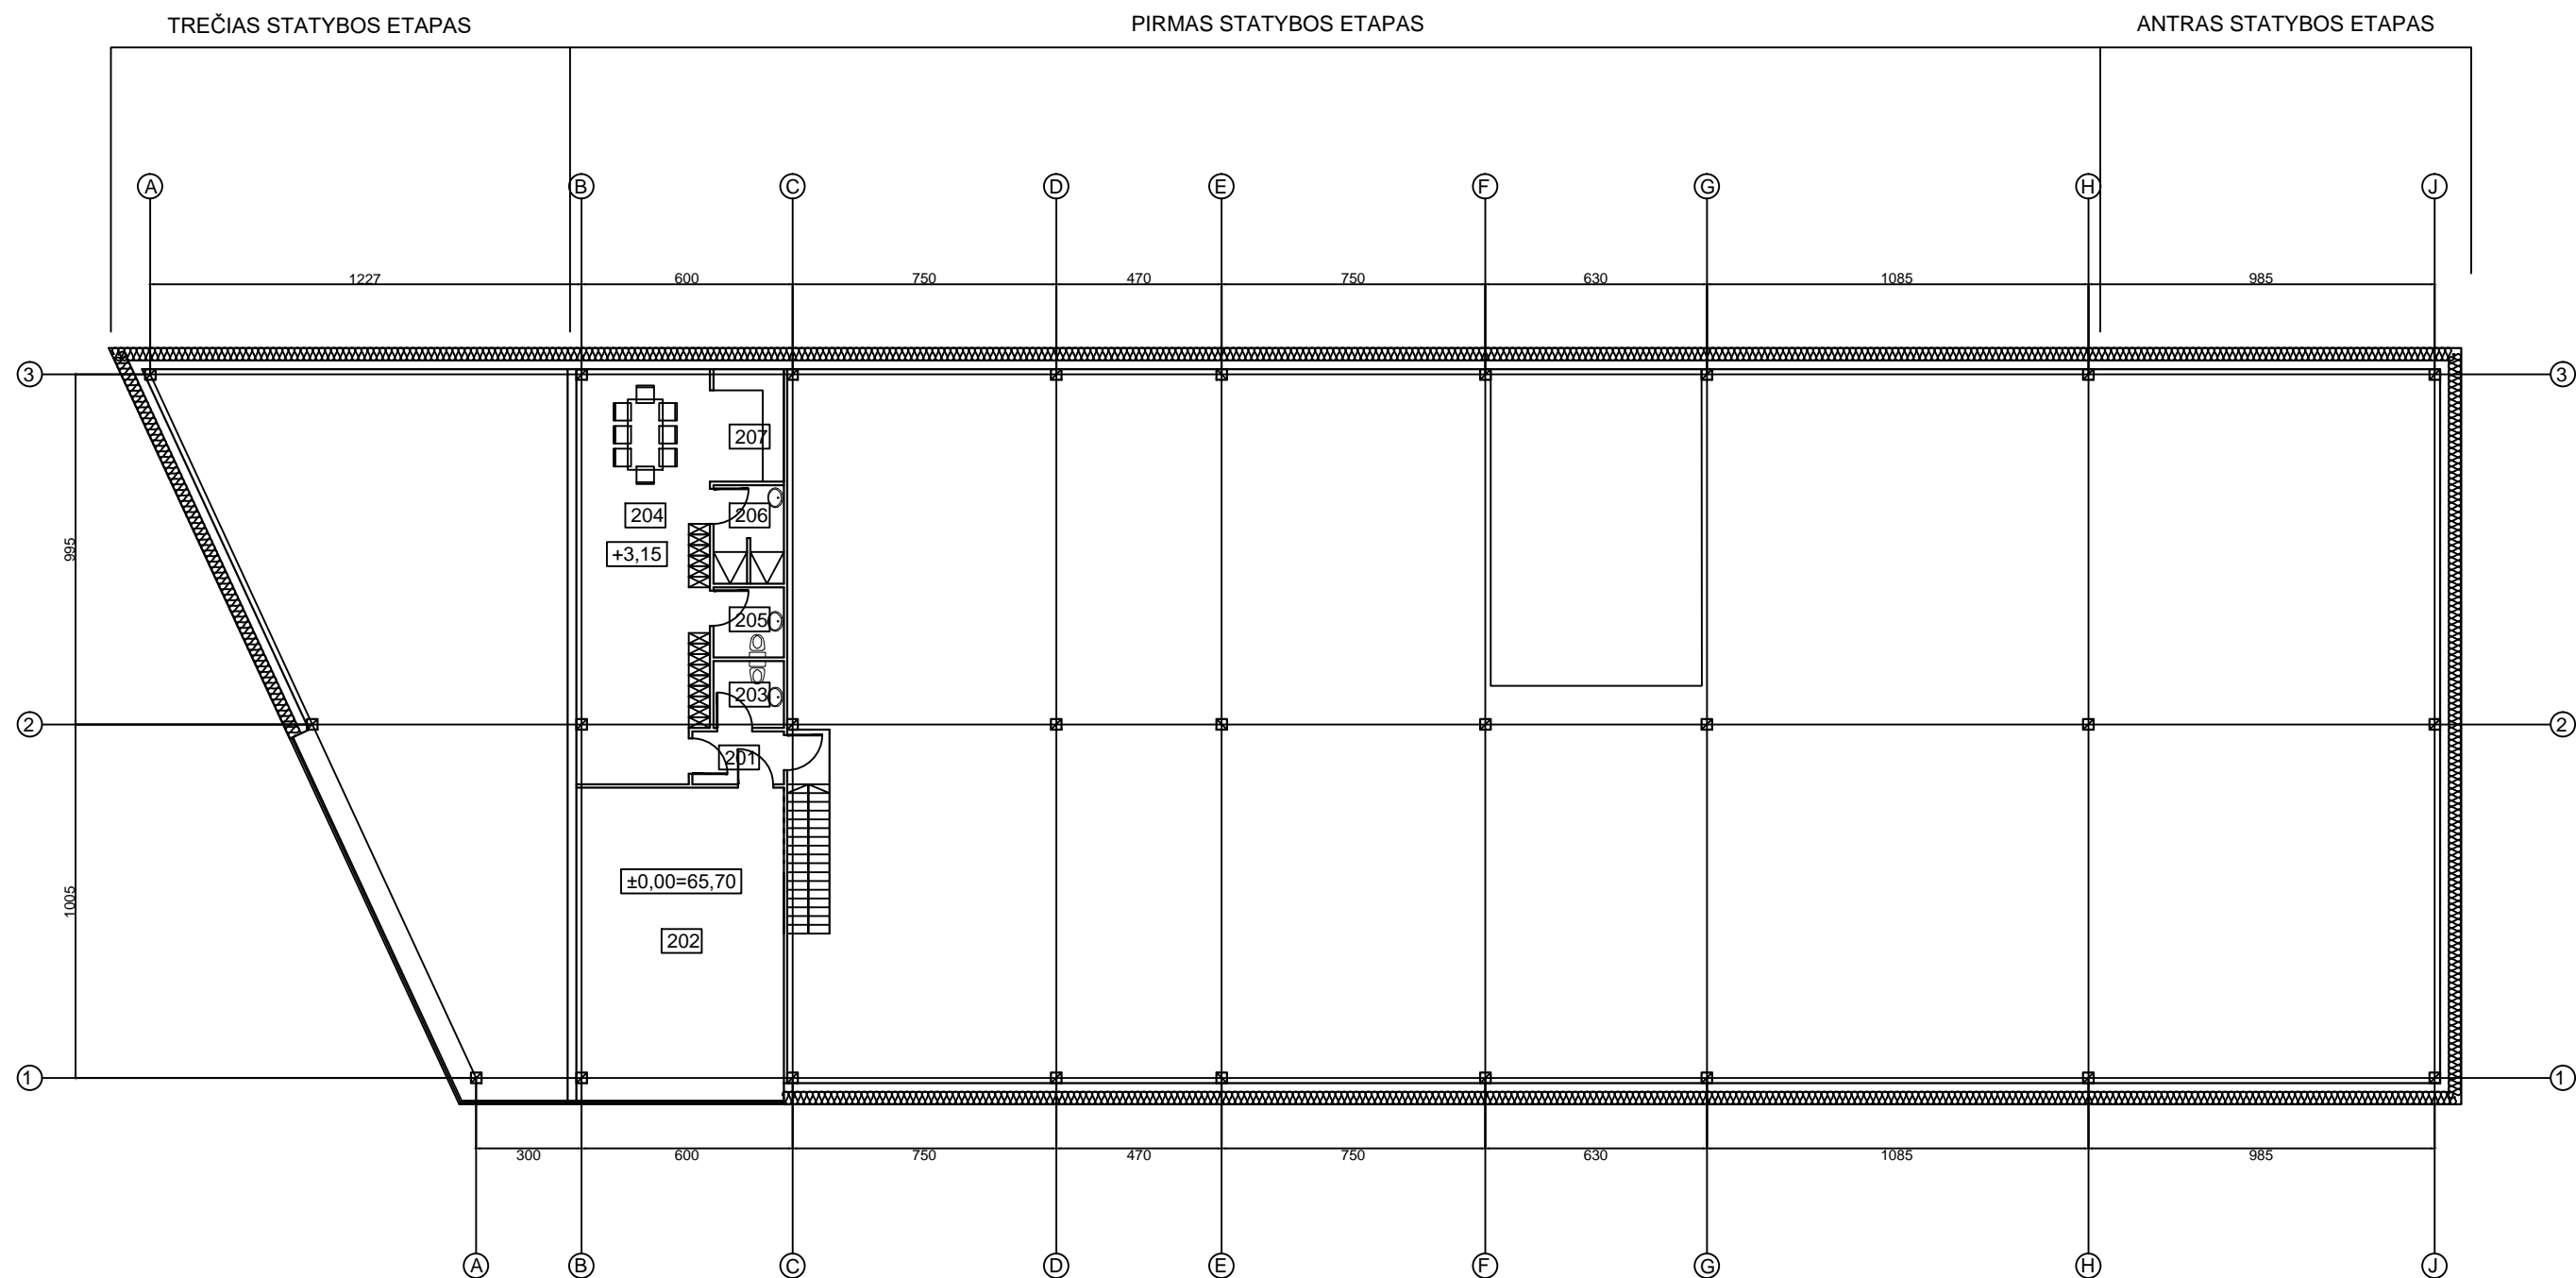 TREČIAS STATYBOS ETAPAS PIRMAS STATYBOS ETAPAS ANTRAS STATYBOS ETAPAS
A B C D E F G H J
1227 600 750 470 750 630 1085 985
3 3
207
204 206
+3,15
995
205
203
2 2
201
±0,00=65,70
1005
202
1 1
300 600 750 470 750 630 1085 985
A B C D E F G H J